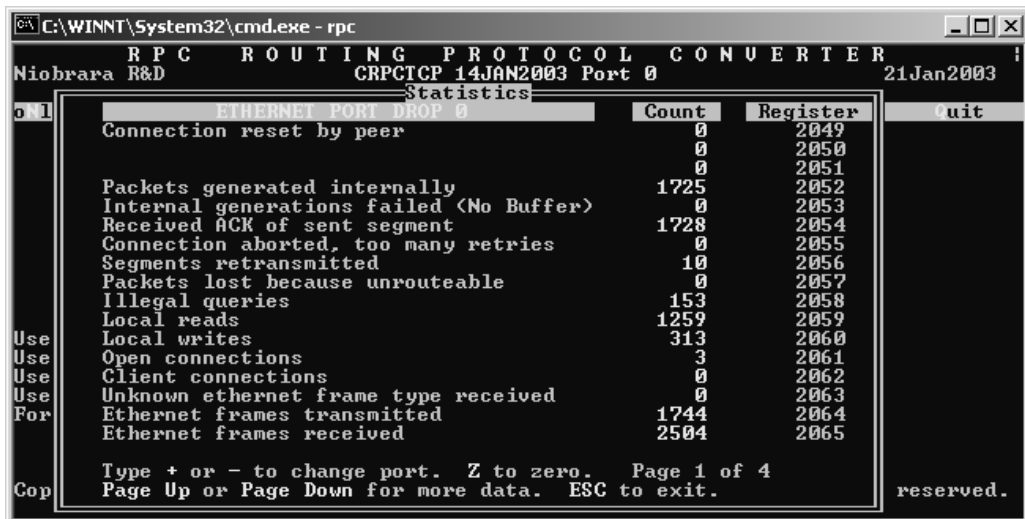 C:\WINNT\System32\cmd.exe - rpc
R P C R O U T I N G P R O T O C O L C O N V E R T E R
Niobrara R&D CRPCTCP 14JAN2003 Port 0 21Jan2003
Statistics
oNl ETHERNET PORT DROP 0 Count Register Quit
Connection reset by peer 0 2049
0 2050
0 2051
Packets generated internally 1725 2052
Internal generations failed (No Buffer) 0 2053
Received ACK of sent segment 1728 2054
Connection aborted, too many retries 0 2055
Segments retransmitted 10 2056
Packets lost because unrouteable 0 2057
Illegal queries 153 2058
Local reads 1259 2059
Use Local writes 313 2060
Use Open connections 3 2061
Use Client connections 0 2062
Use Unknown ethernet frame type received 0 2063
For Ethernet frames transmitted 1744 2064
Ethernet frames received 2504 2065
Type + or - to change port. Z to zero. Page 1 of 4
Cop Page Up or Page Down for more data. ESC to exit. reserved.